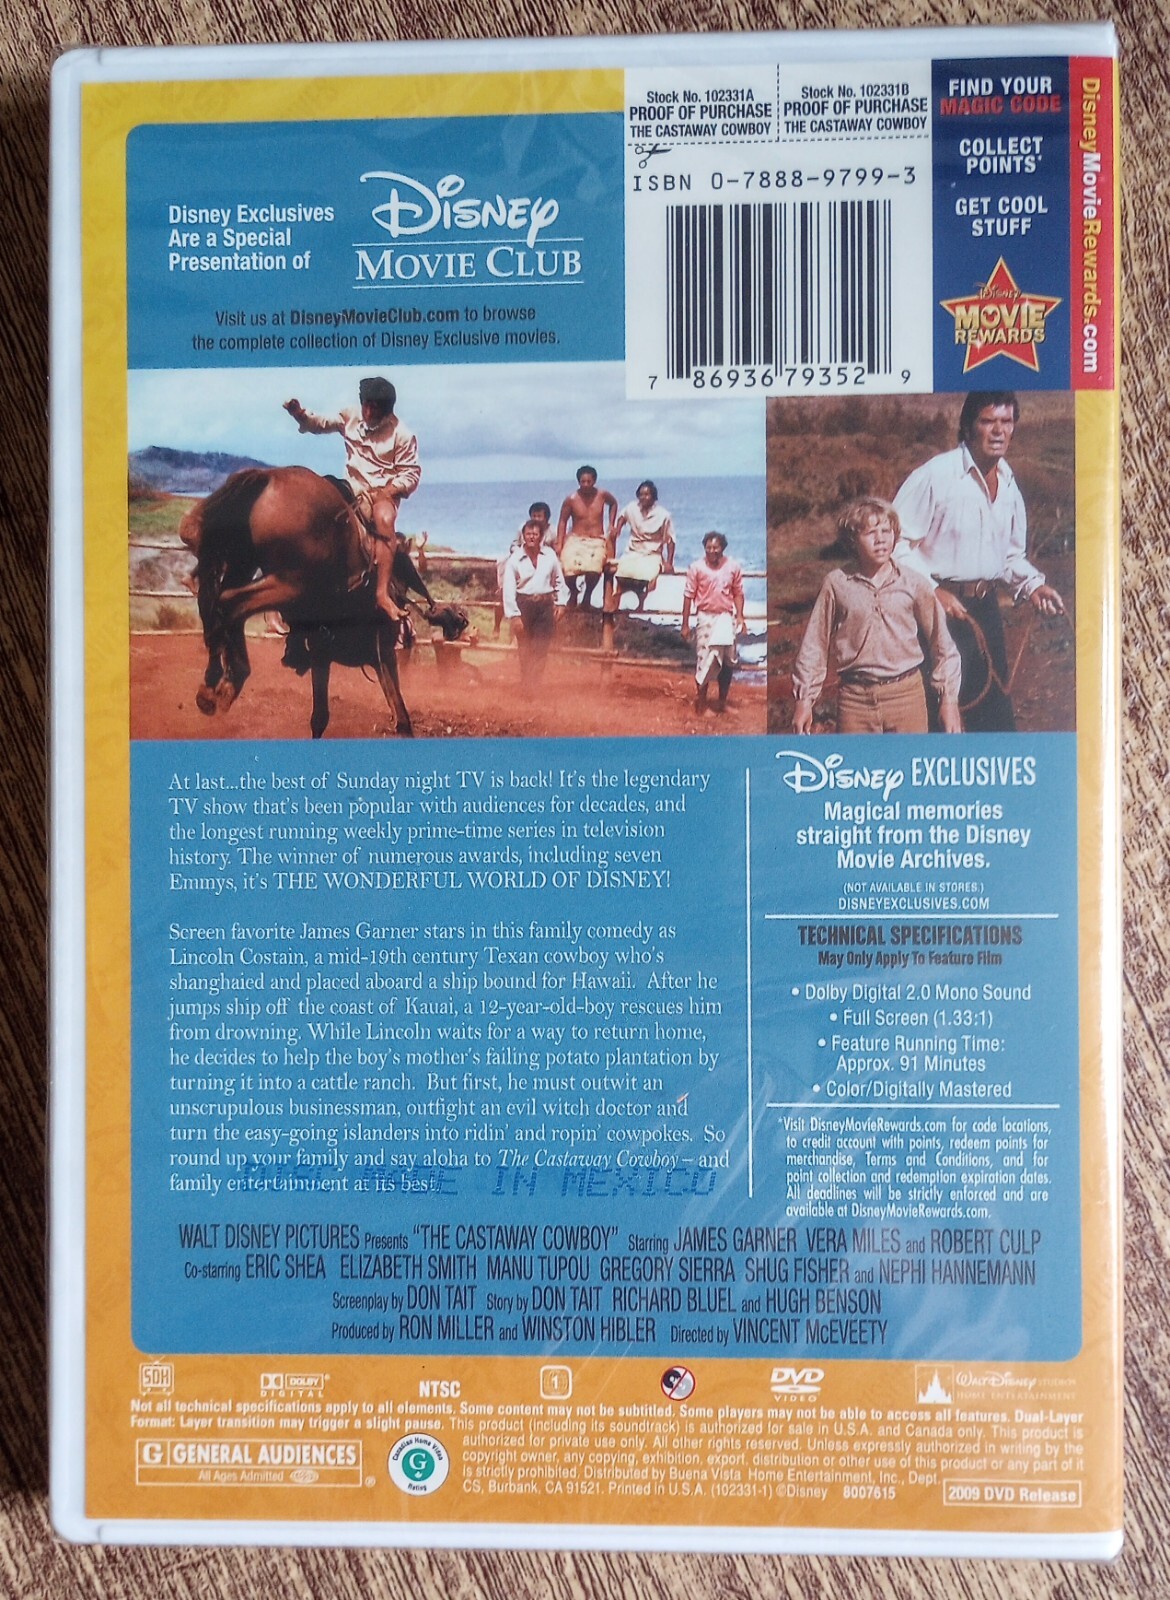 Stock No. 102331A
PROOF OF PURCHASE
THE CASTAWAY COWBOY
Stock No. 102331B
PROOF OF PURCHASE
THE CASTAWAY COWBOY
ISBN 0-7888-9799-3
7 86936 79352 9
FIND YOUR
MAGIC CODE
COLLECT
POINTS*
GET COOL
STUFF
DISNEY
MOVIE
REWARDS
DisneyMovieRewards.com
Disney Exclusives
Are a Special
Presentation of
DISNEY
MOVIE CLUB
Visit us at DisneyMovieClub.com to browse
the complete collection of Disney Exclusive movies.
At last...the best of Sunday night TV is back! It's the legendary
TV show that's been popular with audiences for decades, and
the longest running weekly prime-time series in television
history. The winner of numerous awards, including seven
Emmys, it's THE WONDERFUL WORLD OF DISNEY!
Screen favorite James Garner stars in this family comedy as
Lincoln Costain, a mid-19th century Texan cowboy who's
shanghaied and placed aboard a ship bound for Hawaii. After he
jumps ship off the coast of Kauai, a 12-year-old-boy rescues him
from drowning. While Lincoln waits for a way to return home,
he decides to help the boy's mother's failing potato plantation by
turning it into a cattle ranch. But first, he must outwit an
unscrupulous businessman, outfight an evil witch doctor and
turn the easy-going islanders into ridin' and ropin' cowpokes. So
round up your family and say aloha to The Castaway Cowboy – and
family entertainment at its best!
IN MEXICO
DISNEY EXCLUSIVES
Magical memories
straight from the Disney
Movie Archives.
(NOT AVAILABLE IN STORES.)
DISNEYEXCLUSIVES.COM
TECHNICAL SPECIFICATIONS
May Only Apply To Feature Film
• Dolby Digital 2.0 Mono Sound
• Full Screen (1.33:1)
• Feature Running Time:
Approx. 91 Minutes
• Color/Digitally Mastered
*Visit DisneyMovieRewards.com for code locations,
to credit account with points, redeem points for
merchandise, Terms and Conditions, and for
point collection and redemption expiration dates.
All deadlines will be strictly enforced and are
available at DisneyMovieRewards.com.
WALT DISNEY PICTURES Presents "THE CASTAWAY COWBOY" Starring JAMES GARNER VERA MILES and ROBERT CULP
Co-starring ERIC SHEA ELIZABETH SMITH MANU TUPOU GREGORY SIERRA SHUG FISHER and NEPHI HANNEMANN
Screenplay by DON TAIT Story by DON TAIT RICHARD BLUEL and HUGH BENSON
Produced by RON MILLER and WINSTON HIBLER Directed by VINCENT McEVEETY
SDH
DOLBY
DIGITAL
NTSC
1
DVD
VIDEO
WALT DISNEY STUDIOS
HOME ENTERTAINMENT
Not all technical specifications apply to all elements. Some content may not be subtitled. Some players may not be able to access all features. Dual-Layer
Format: Layer transition may trigger a slight pause. This product (including its soundtrack) is authorized for sale in U.S.A. and Canada only. This product is
authorized for private use only. All other rights reserved. Unless expressly authorized in writing by the
copyright owner, any copying, exhibition, export, distribution or other use of this product or any part of it
is strictly prohibited. Distributed by Buena Vista Home Entertainment, Inc., Dept.
CS, Burbank, CA 91521. Printed in U.S.A. (102331-1) ©Disney 8007615
G GENERAL AUDIENCES
All Ages Admitted
®
Canadian Home Video
G
Rating
2009 DVD Release